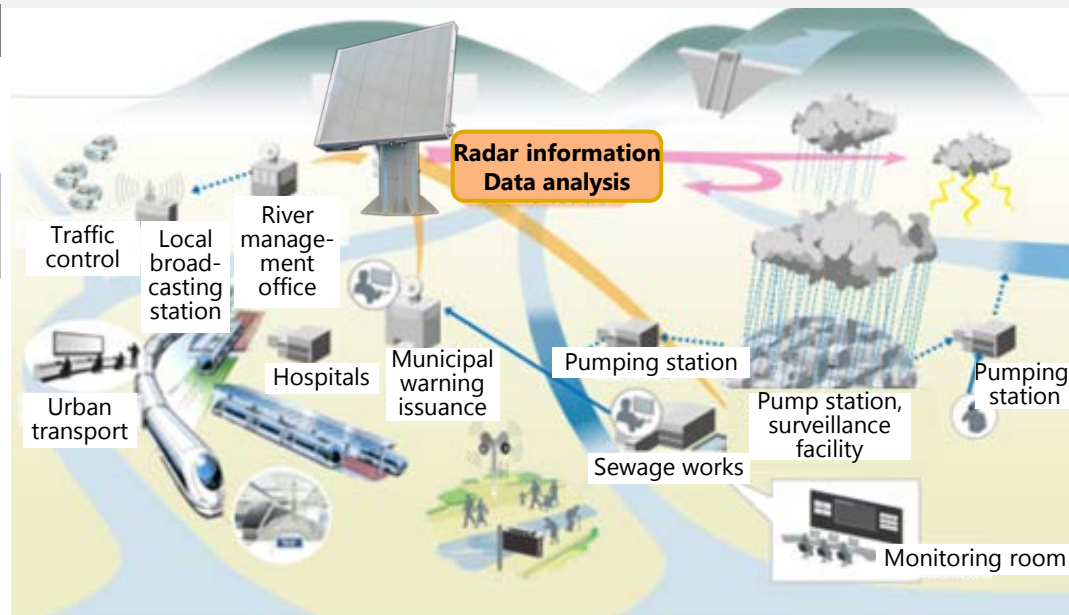 Radar information
Data analysis
Traffic
control
Local
broad-
casting
station
River
manage-
ment
office
Urban
transport
Hospitals
Municipal
warning
issuance
Pumping station
Sewage works
Pump station,
surveillance
facility
Pumping
station
Monitoring room